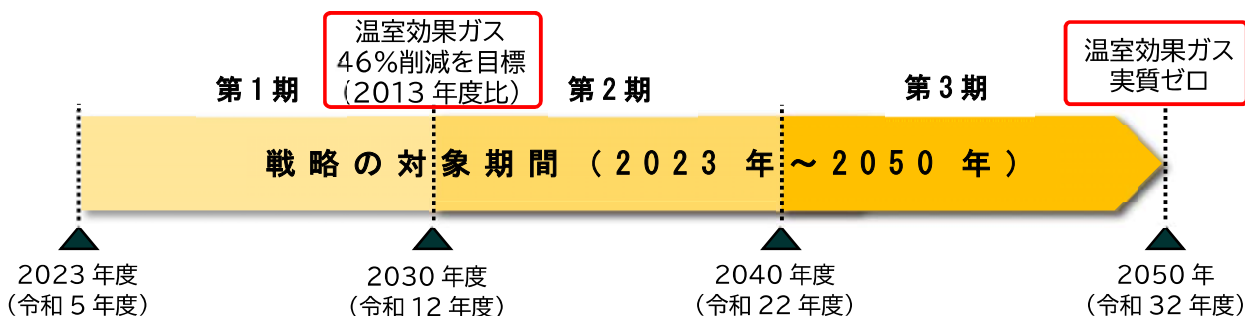 温室効果ガス
46%削減を目標
(2013 年度比)
温室効果ガス
実質ゼロ
第1期
第2期
第3期
戦略の対象期間(2023 年～2050 年)
2023 年度
(令和 5 年度)
2030 年度
(令和 12 年度)
2040 年度
(令和 22 年度)
2050 年
(令和 32 年度)